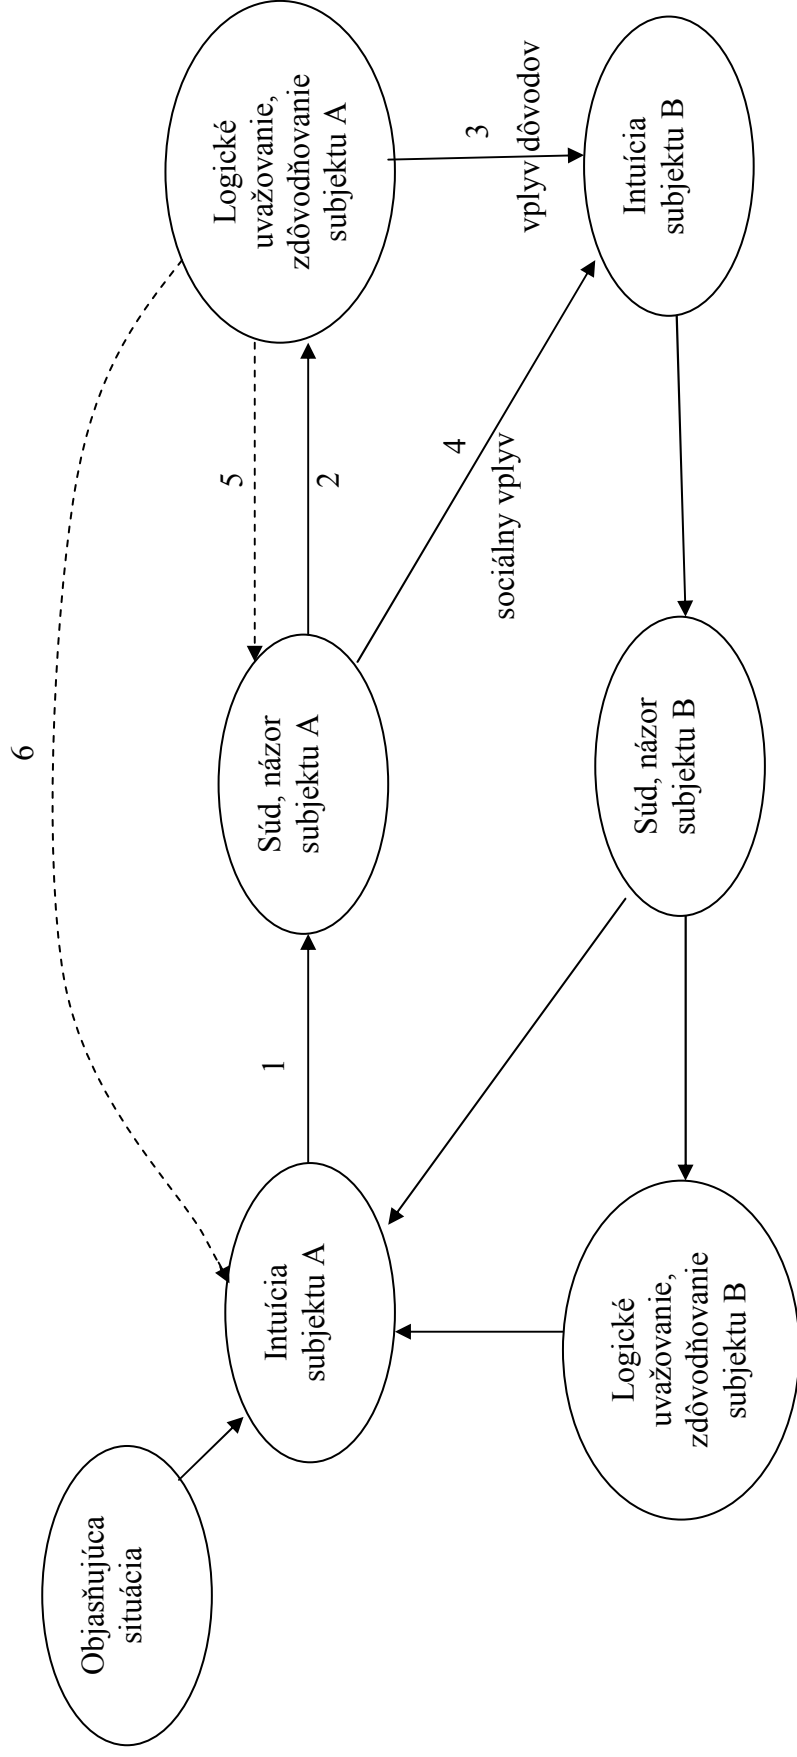 6
Objasňujúca
situácia
Intuícia
subjektu A
1
Súd, názor
subjektu A
5
2
Logické
uvažovanie,
zdôvodňovanie
subjektu A
4
sociálny vplyv
3
vplyv dôvodov
Logické
uvažovanie,
zdôvodňovanie
subjektu B
Súd, názor
subjektu B
Intuícia
subjektu B